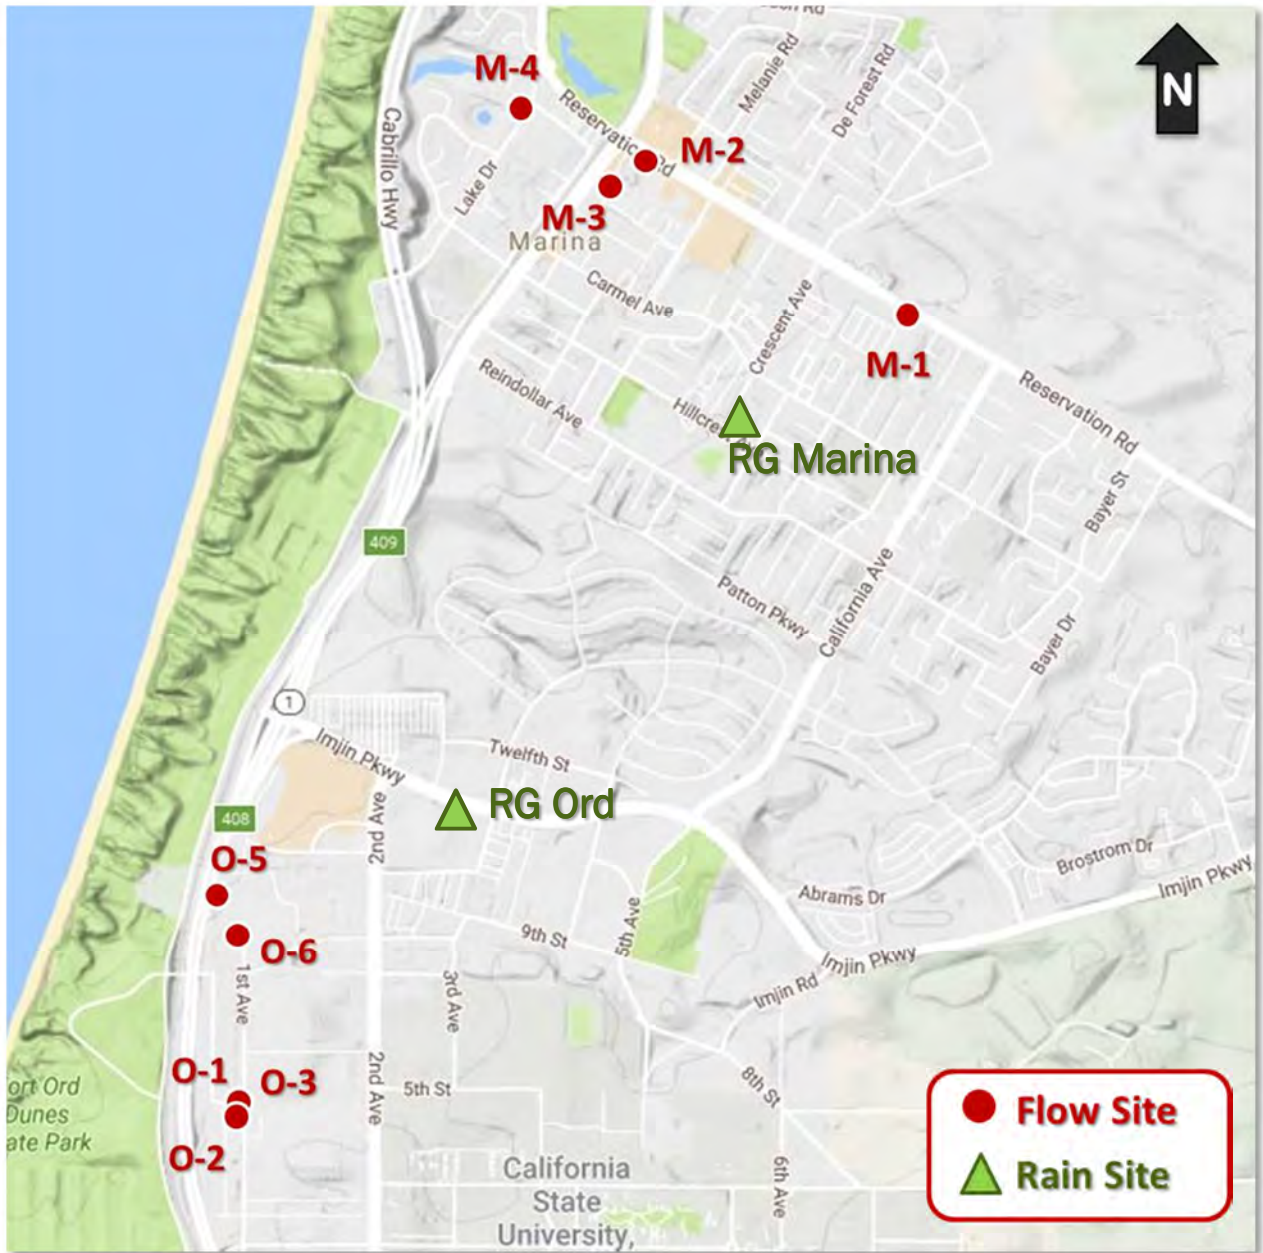 N
M-4
Melanie Rd
De Forest Rd
Cabrillo Hwy
Reservatio
Rd
M-2
Lake Dr
M-3
Marina
Carmel Ave
Crescent Ave
M-1
Reindollar Ave
Hillcre
Reservation Rd
RG Marina
Bayer St
409
Patton Pkwy
California Ave
Bayer Dr
1
Imjin Pkwy
Twelfth St
RG Ord
408
2nd Ave
O-5
Brostrom Dr
Imjin Pkwy
Abrams Dr
5th Ave
9th St
O-6
Imjin Pkwy
1st Ave
3rd Ave
Imjin Rd
O-1
O-3
ort Ord
Dunes
ate Park
2nd Ave
5th St
8th St
Flow Site
O-2
California
State
University,
6th Ave
Rain Site